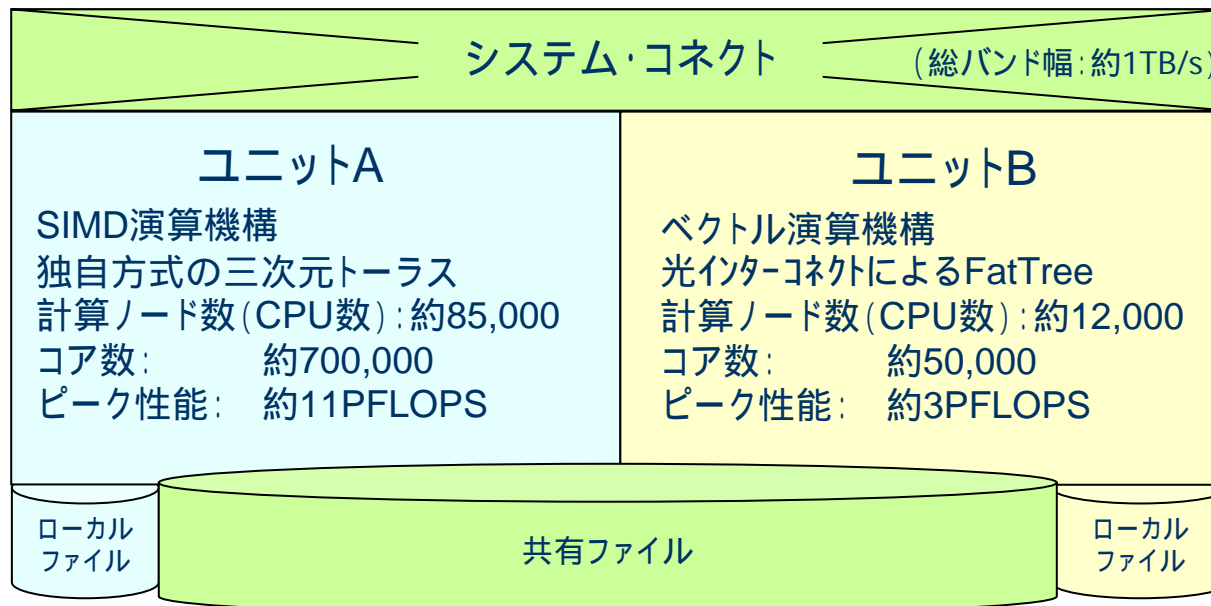 システム・コネクト
(総バンド幅:約1TB/s)
ユニットA
SIMD演算機構
独自方式の三次元トーラス
計算ノード数(CPU数):約85,000
コア数: 約700,000
ピーク性能: 約11PFLOPS
ユニットB
ベクトル演算機構
光インターコネクトによるFatTree
計算ノード数(CPU数):約12,000
コア数: 約50,000
ピーク性能: 約3PFLOPS
ローカル
ファイル
共有ファイル
ローカル
ファイル